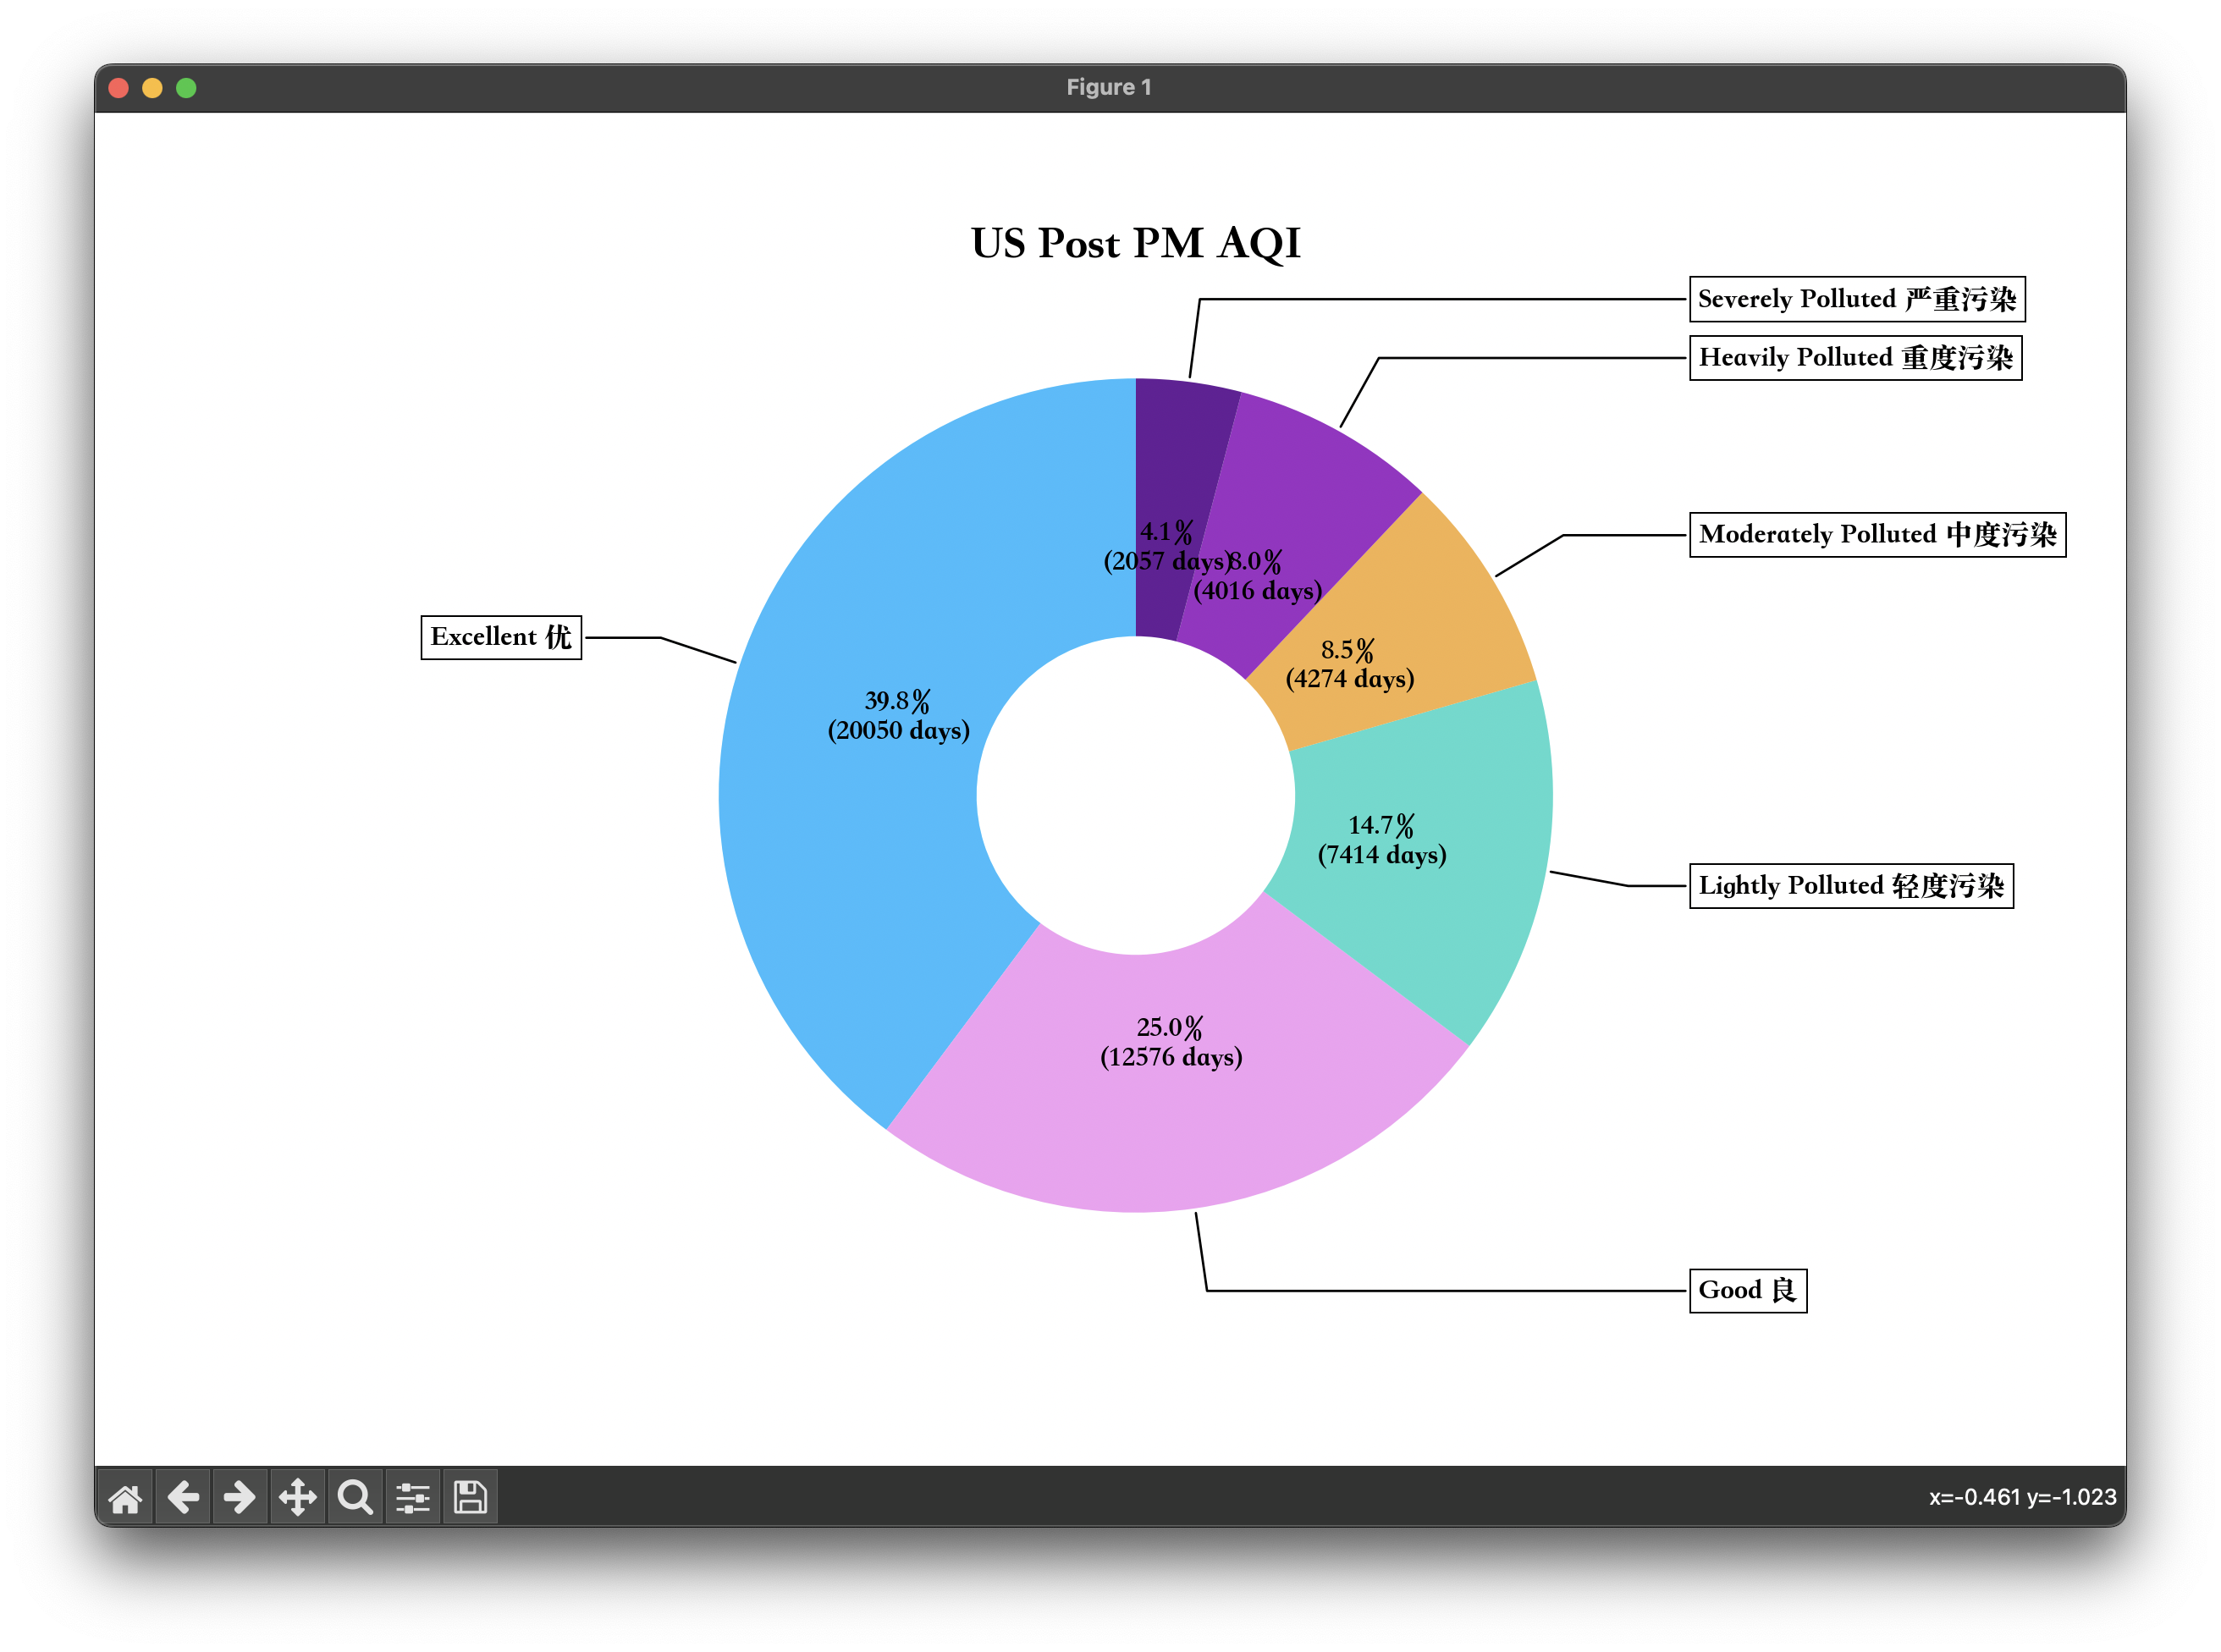 Figure 1
US Post PM AQI
Severely Polluted 严重污染
Heavily Polluted 重度污染
Moderately Polluted 中度污染
4.1%
(2057 days)
8.0%
(4016 days)
Excellent 优
8.5%
(4274 days)
39.8%
(20050 days)
14.7%
(7414 days)
Lightly Polluted 轻度污染
25.0%
(12576 days)
Good 良
x=-0.461 y=-1.023